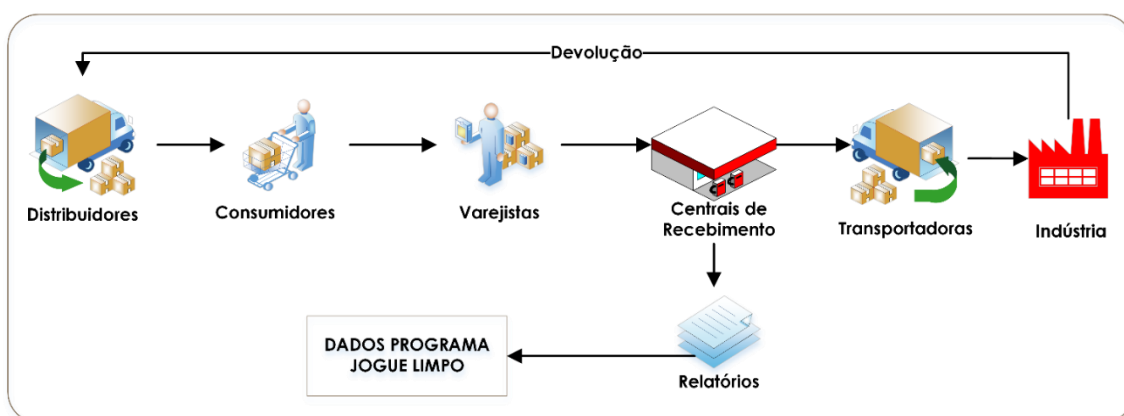 Devolução
Distribuidores
Consumidores
Varejistas
Centrais de
Recebimento
Transportadoras
Indústria
DADOS PROGRAMA
JOGUE LIMPO
Relatórios